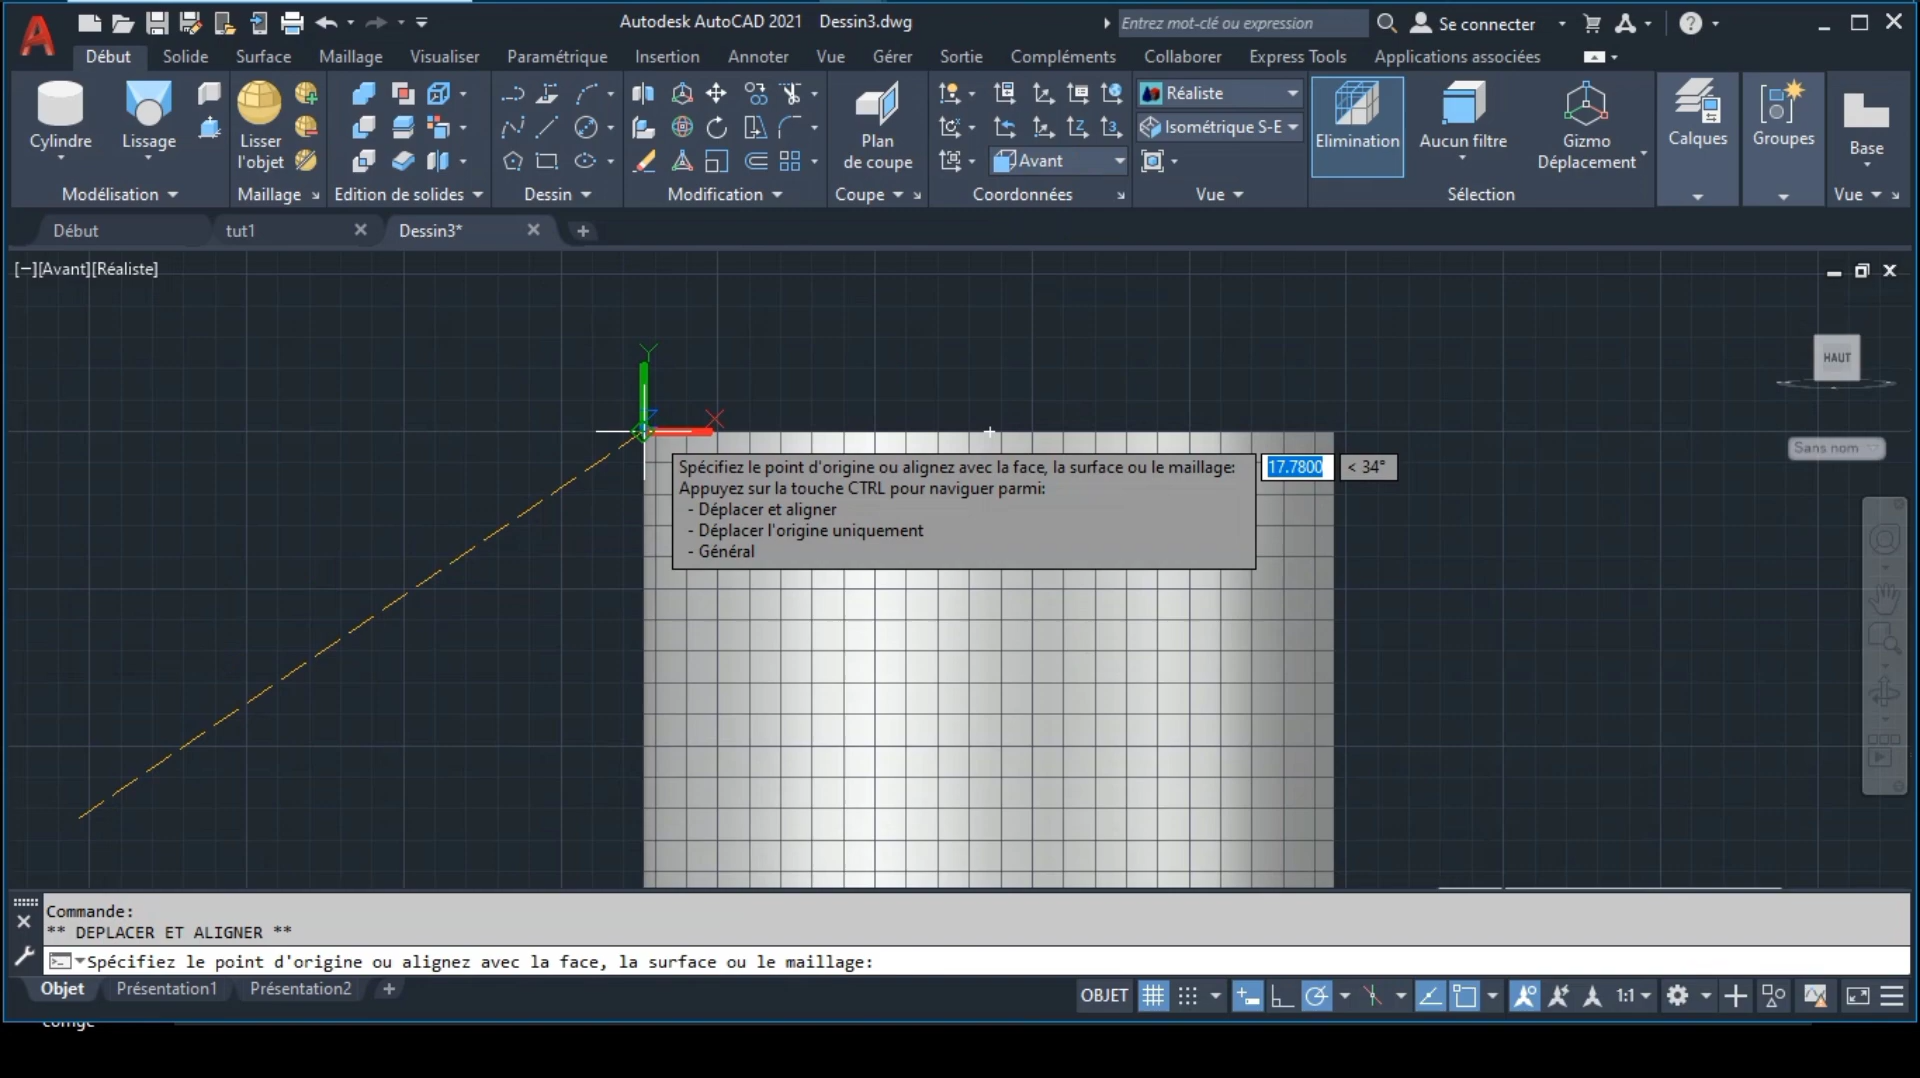 Autodesk AutoCAD 2021 Dessin3.dwg
Entrez mot-clé ou expression
Se connecter
Début Solide Surface Maillage Visualiser Paramétrique Insertion Annoter Vue Gérer Sortie Compléments Collaborer Express Tools Applications associées
Cylindre
Lissage
Lisser
l'objet
Plan
de coupe
Réaliste
Isométrique S-E
Avant
Elimination
Aucun filtre
Gizmo
Déplacement
Calques
Groupes
Base
Modélisation Maillage Edition de solides Dessin Modification Coupe Coordonnées Vue Sélection Vue
Début tut1 Dessin3*
[−][Avant][Réaliste]
HAUT
Sans nom
Y
X
Z
Spécifiez le point d'origine ou alignez avec la face, la surface ou le maillage:
17.7800 < 34°
Appuyez sur la touche CTRL pour naviguer parmi:
- Déplacer et aligner
- Déplacer l'origine uniquement
- Général
Commande:
** DEPLACER ET ALIGNER **
Spécifiez le point d'origine ou alignez avec la face, la surface ou le maillage:
Objet Présentation1 Présentation2 +
OBJET 1:1